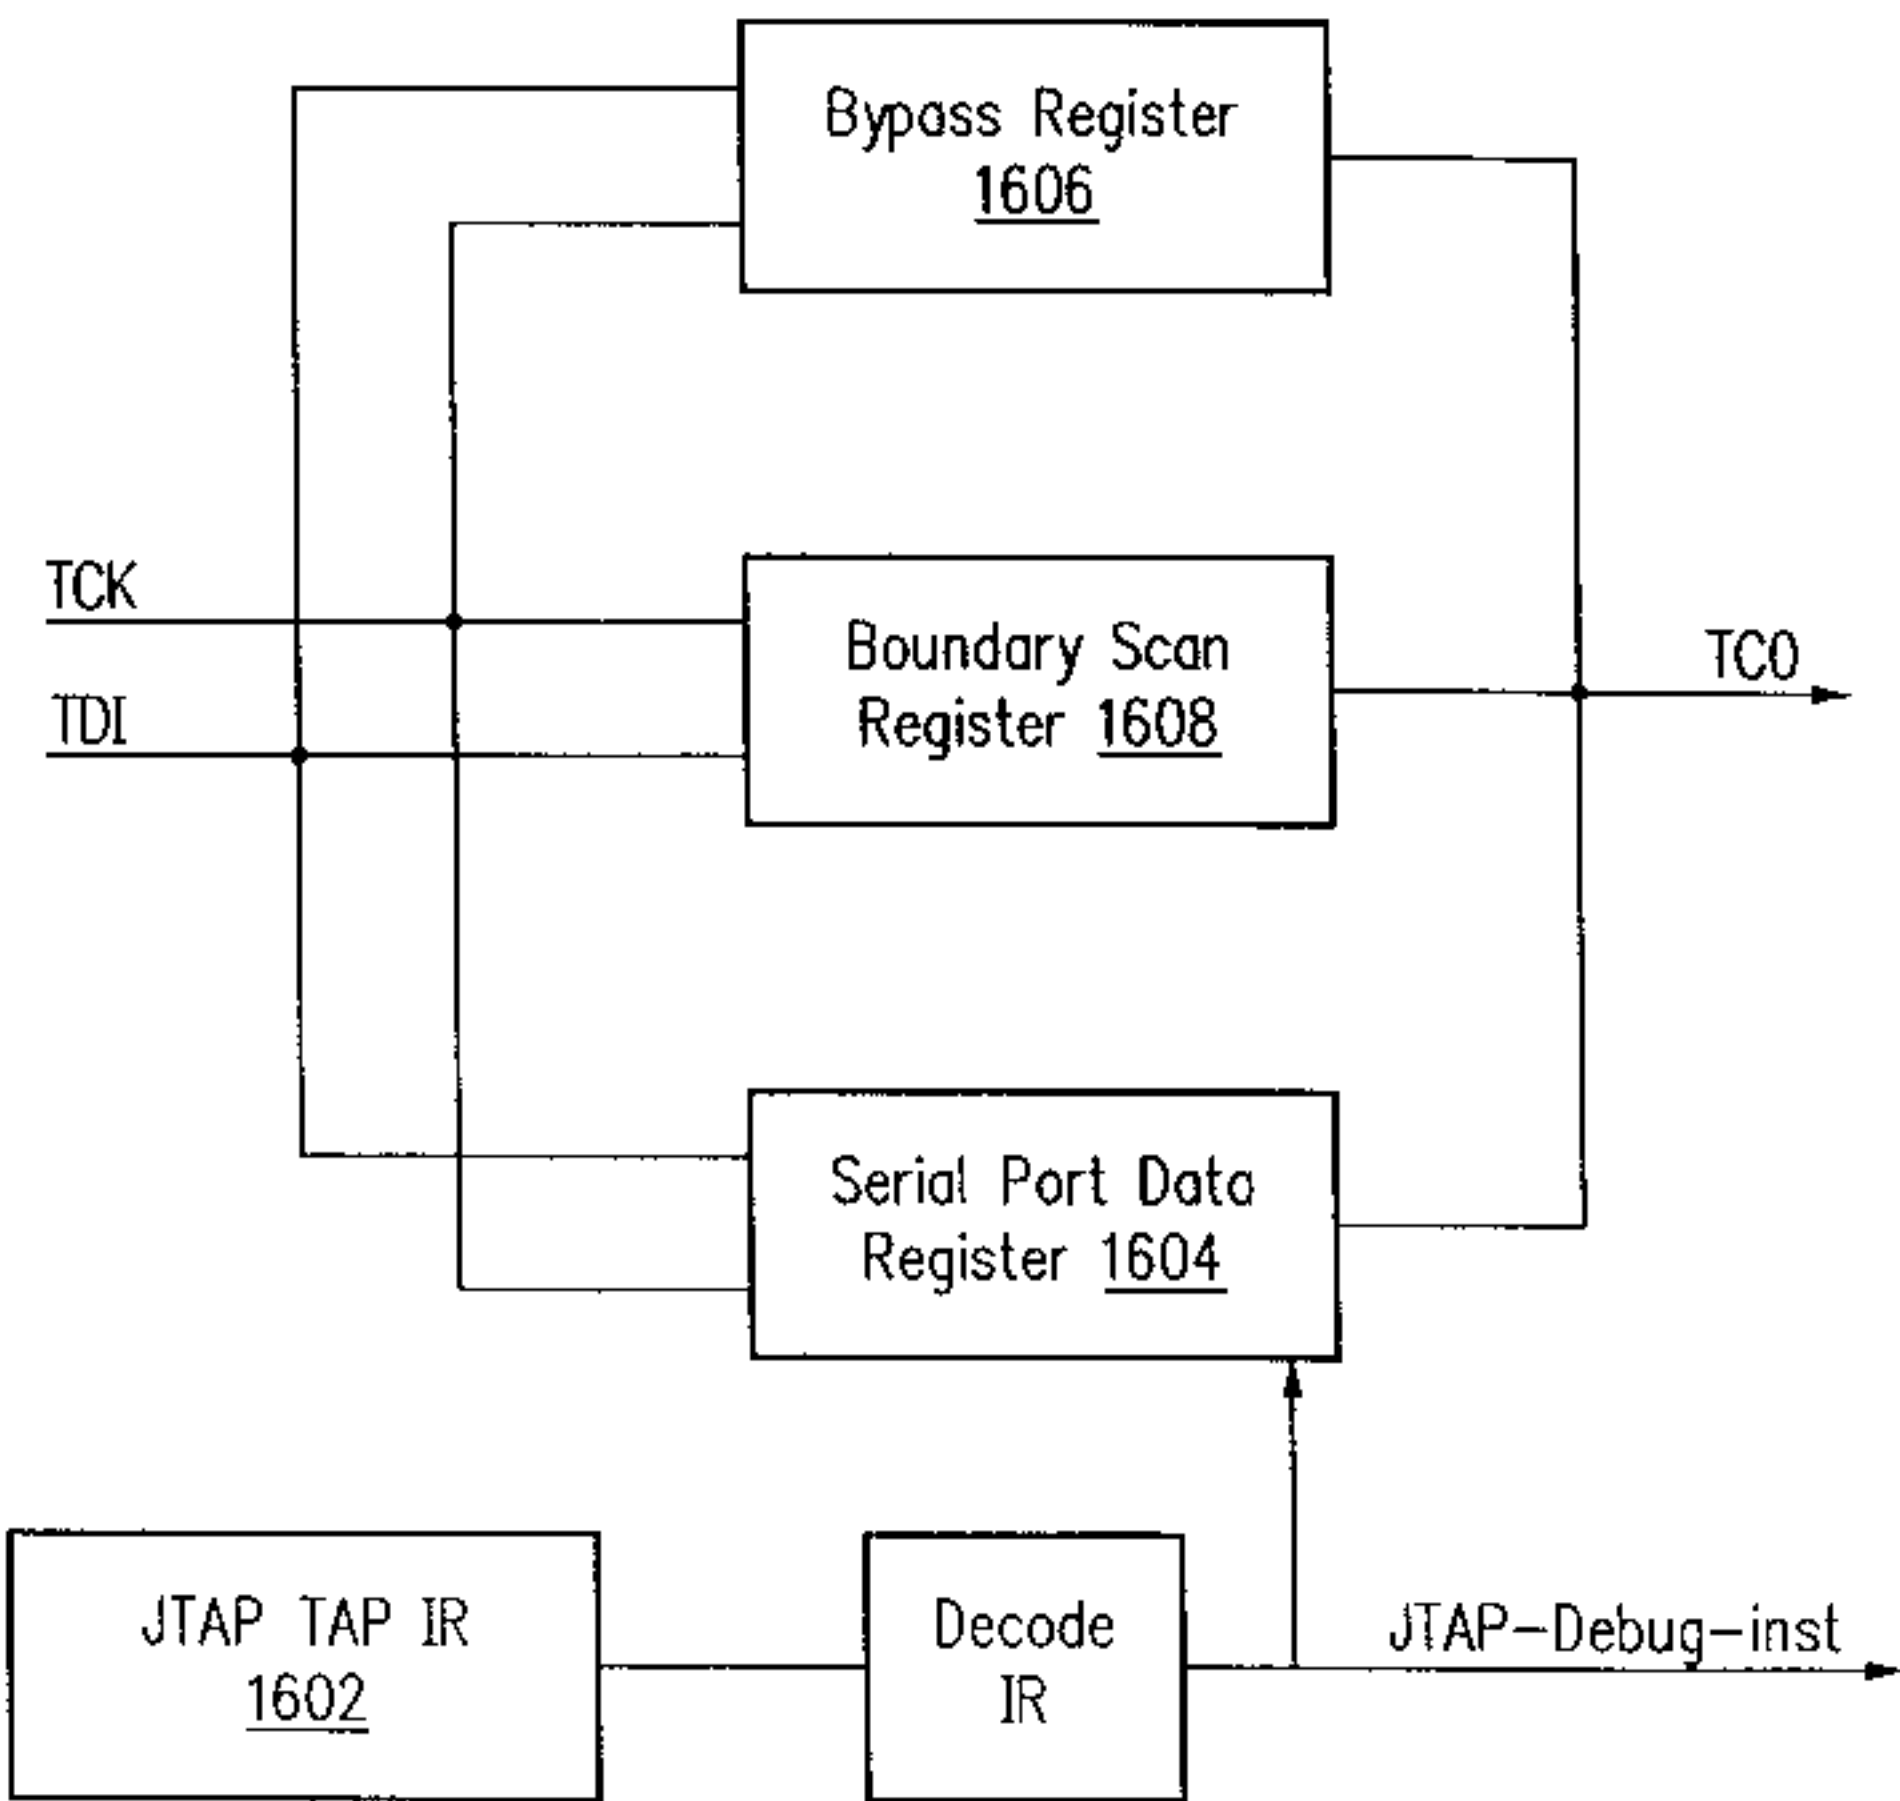 Bypass Register
1606
TCK
TDI
Boundary Scan
Register 1608
TCO
Serial Port Data
Register 1604
JTAP TAP IR
1602
Decode
IR
JTAP-Debug-inst